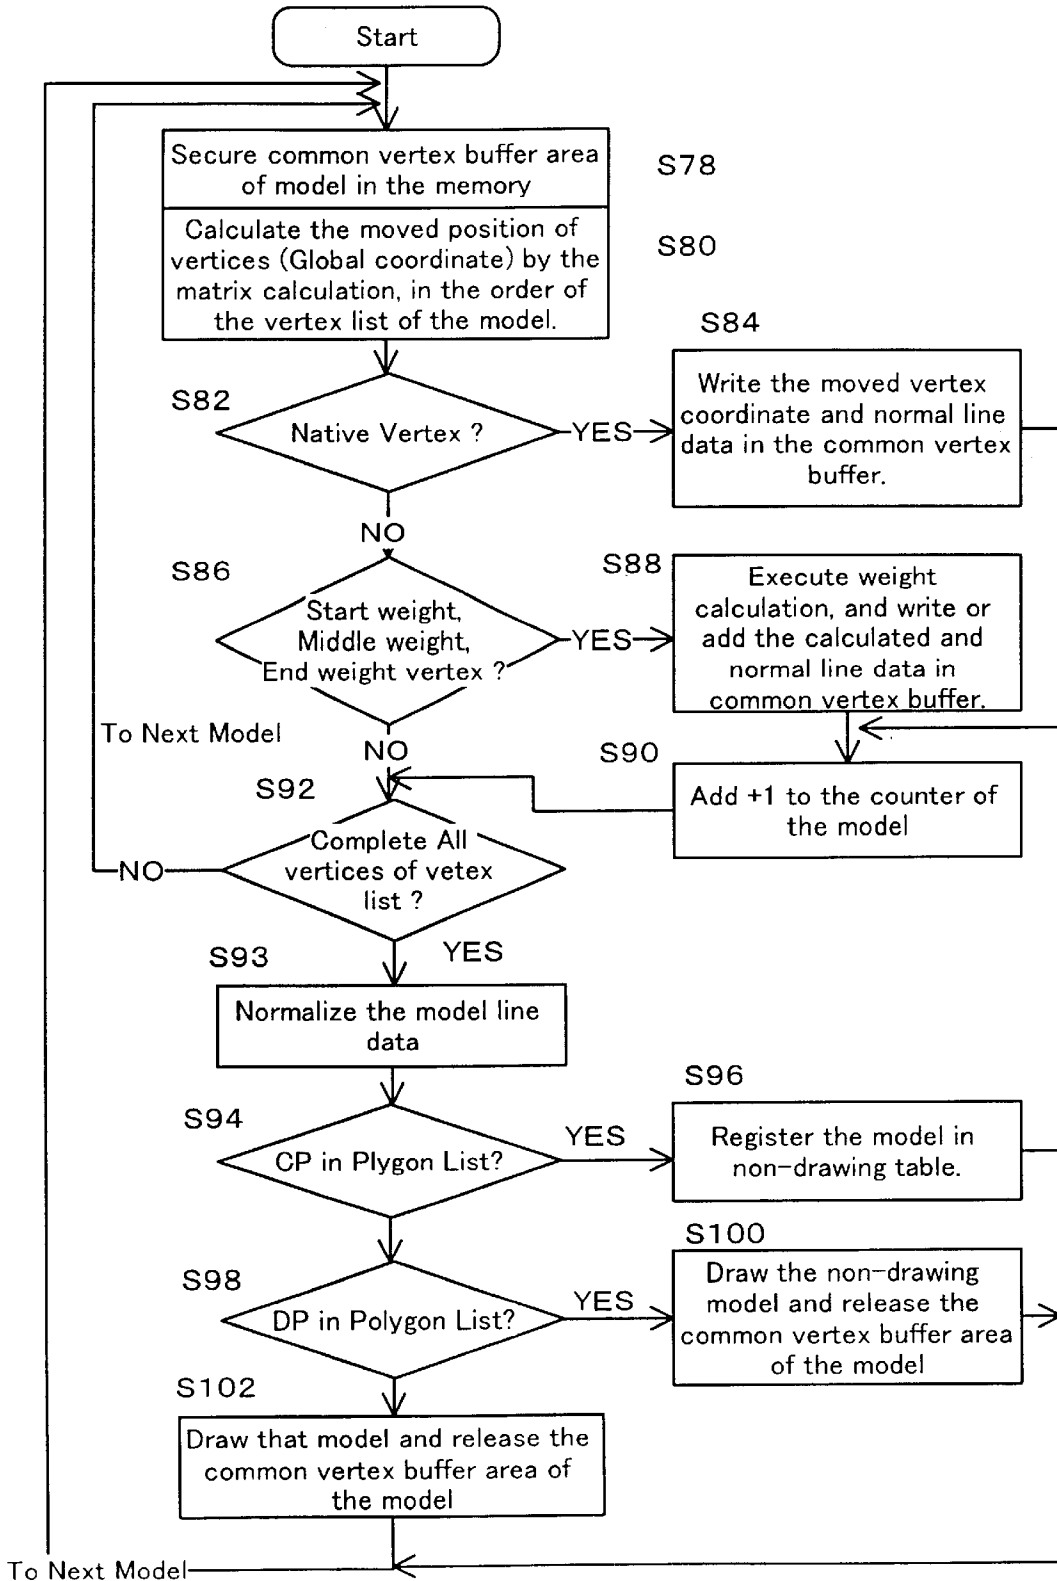 Start
Secure common vertex buffer area
of model in the memory
S78
Calculate the moved position of
vertices (Global coordinate) by the
matrix calculation, in the order of
the vertex list of the model.
S80
S84
S82
Native Vertex ?
YES
Write the moved vertex
coordinate and normal line
data in the common vertex
buffer.
NO
S86
Start weight,
Middle weight,
End weight vertex ?
YES
S88
Execute weight
calculation, and write or
add the calculated and
normal line data in
common vertex buffer.
To Next Model
NO
S90
Add +1 to the counter of
the model
S92
Complete All
vertices of vetex
list ?
NO
YES
S93
Normalize the model line
data
S94
CP in Plygon List?
YES
S96
Register the model in
non-drawing table.
S98
DP in Polygon List?
YES
S100
Draw the non-drawing
model and release the
common vertex buffer area
of the model
S102
Draw that model and release the
common vertex buffer area of
the model
To Next Model